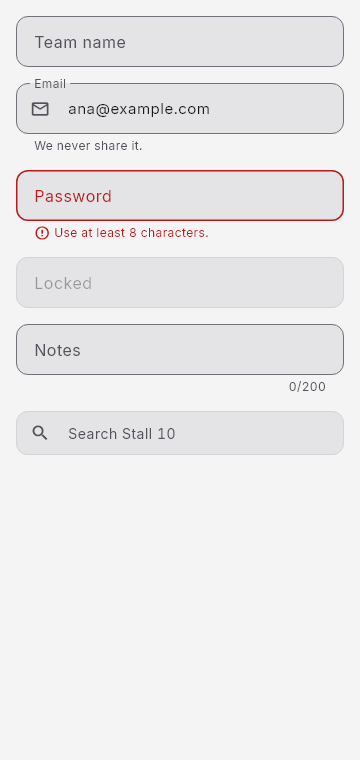 Team name
Email
ana@example.com
We never share it.
Password
Use at least 8 characters.
Locked
Notes
0/200
Search Stall 10